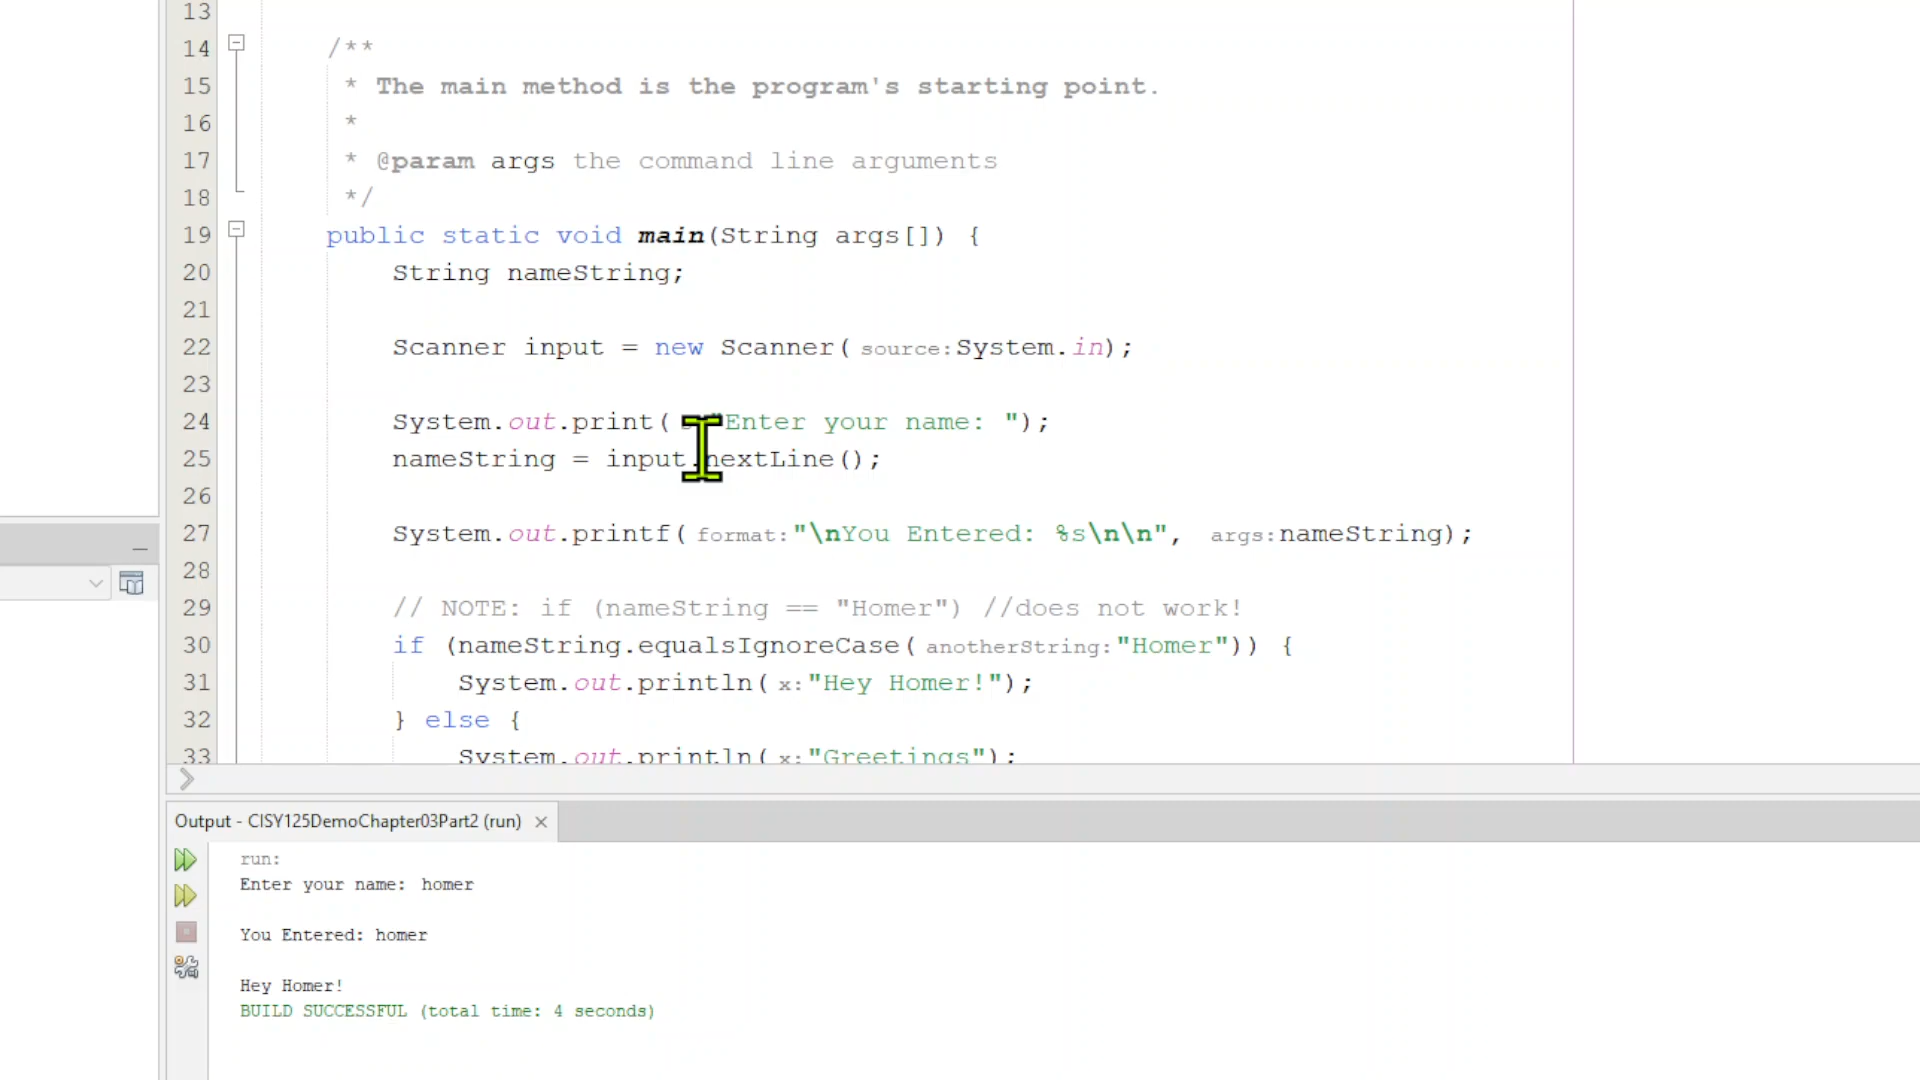 13
14 /**
15 * The main method is the program's starting point.
16 *
17 * @param args the command line arguments
18 */
19 public static void main(String args[]) {
20 String nameString;
21
22 Scanner input = new Scanner( source:System.in);
23
24 System.out.print( "Enter your name: ");
25 nameString = input.nextLine();
26
27 System.out.printf( format:"\nYou Entered: %s\n\n", args:nameString);
28
29 // NOTE: if (nameString == "Homer") //does not work!
30 if (nameString.equalsIgnoreCase( anotherString:"Homer")) {
31 System.out.println( x:"Hey Homer!");
32 } else {
33 System.out.println( x:"Greetings");
Output - CISY125DemoChapter03Part2 (run)
run:
Enter your name: homer
You Entered: homer
Hey Homer!
BUILD SUCCESSFUL (total time: 4 seconds)